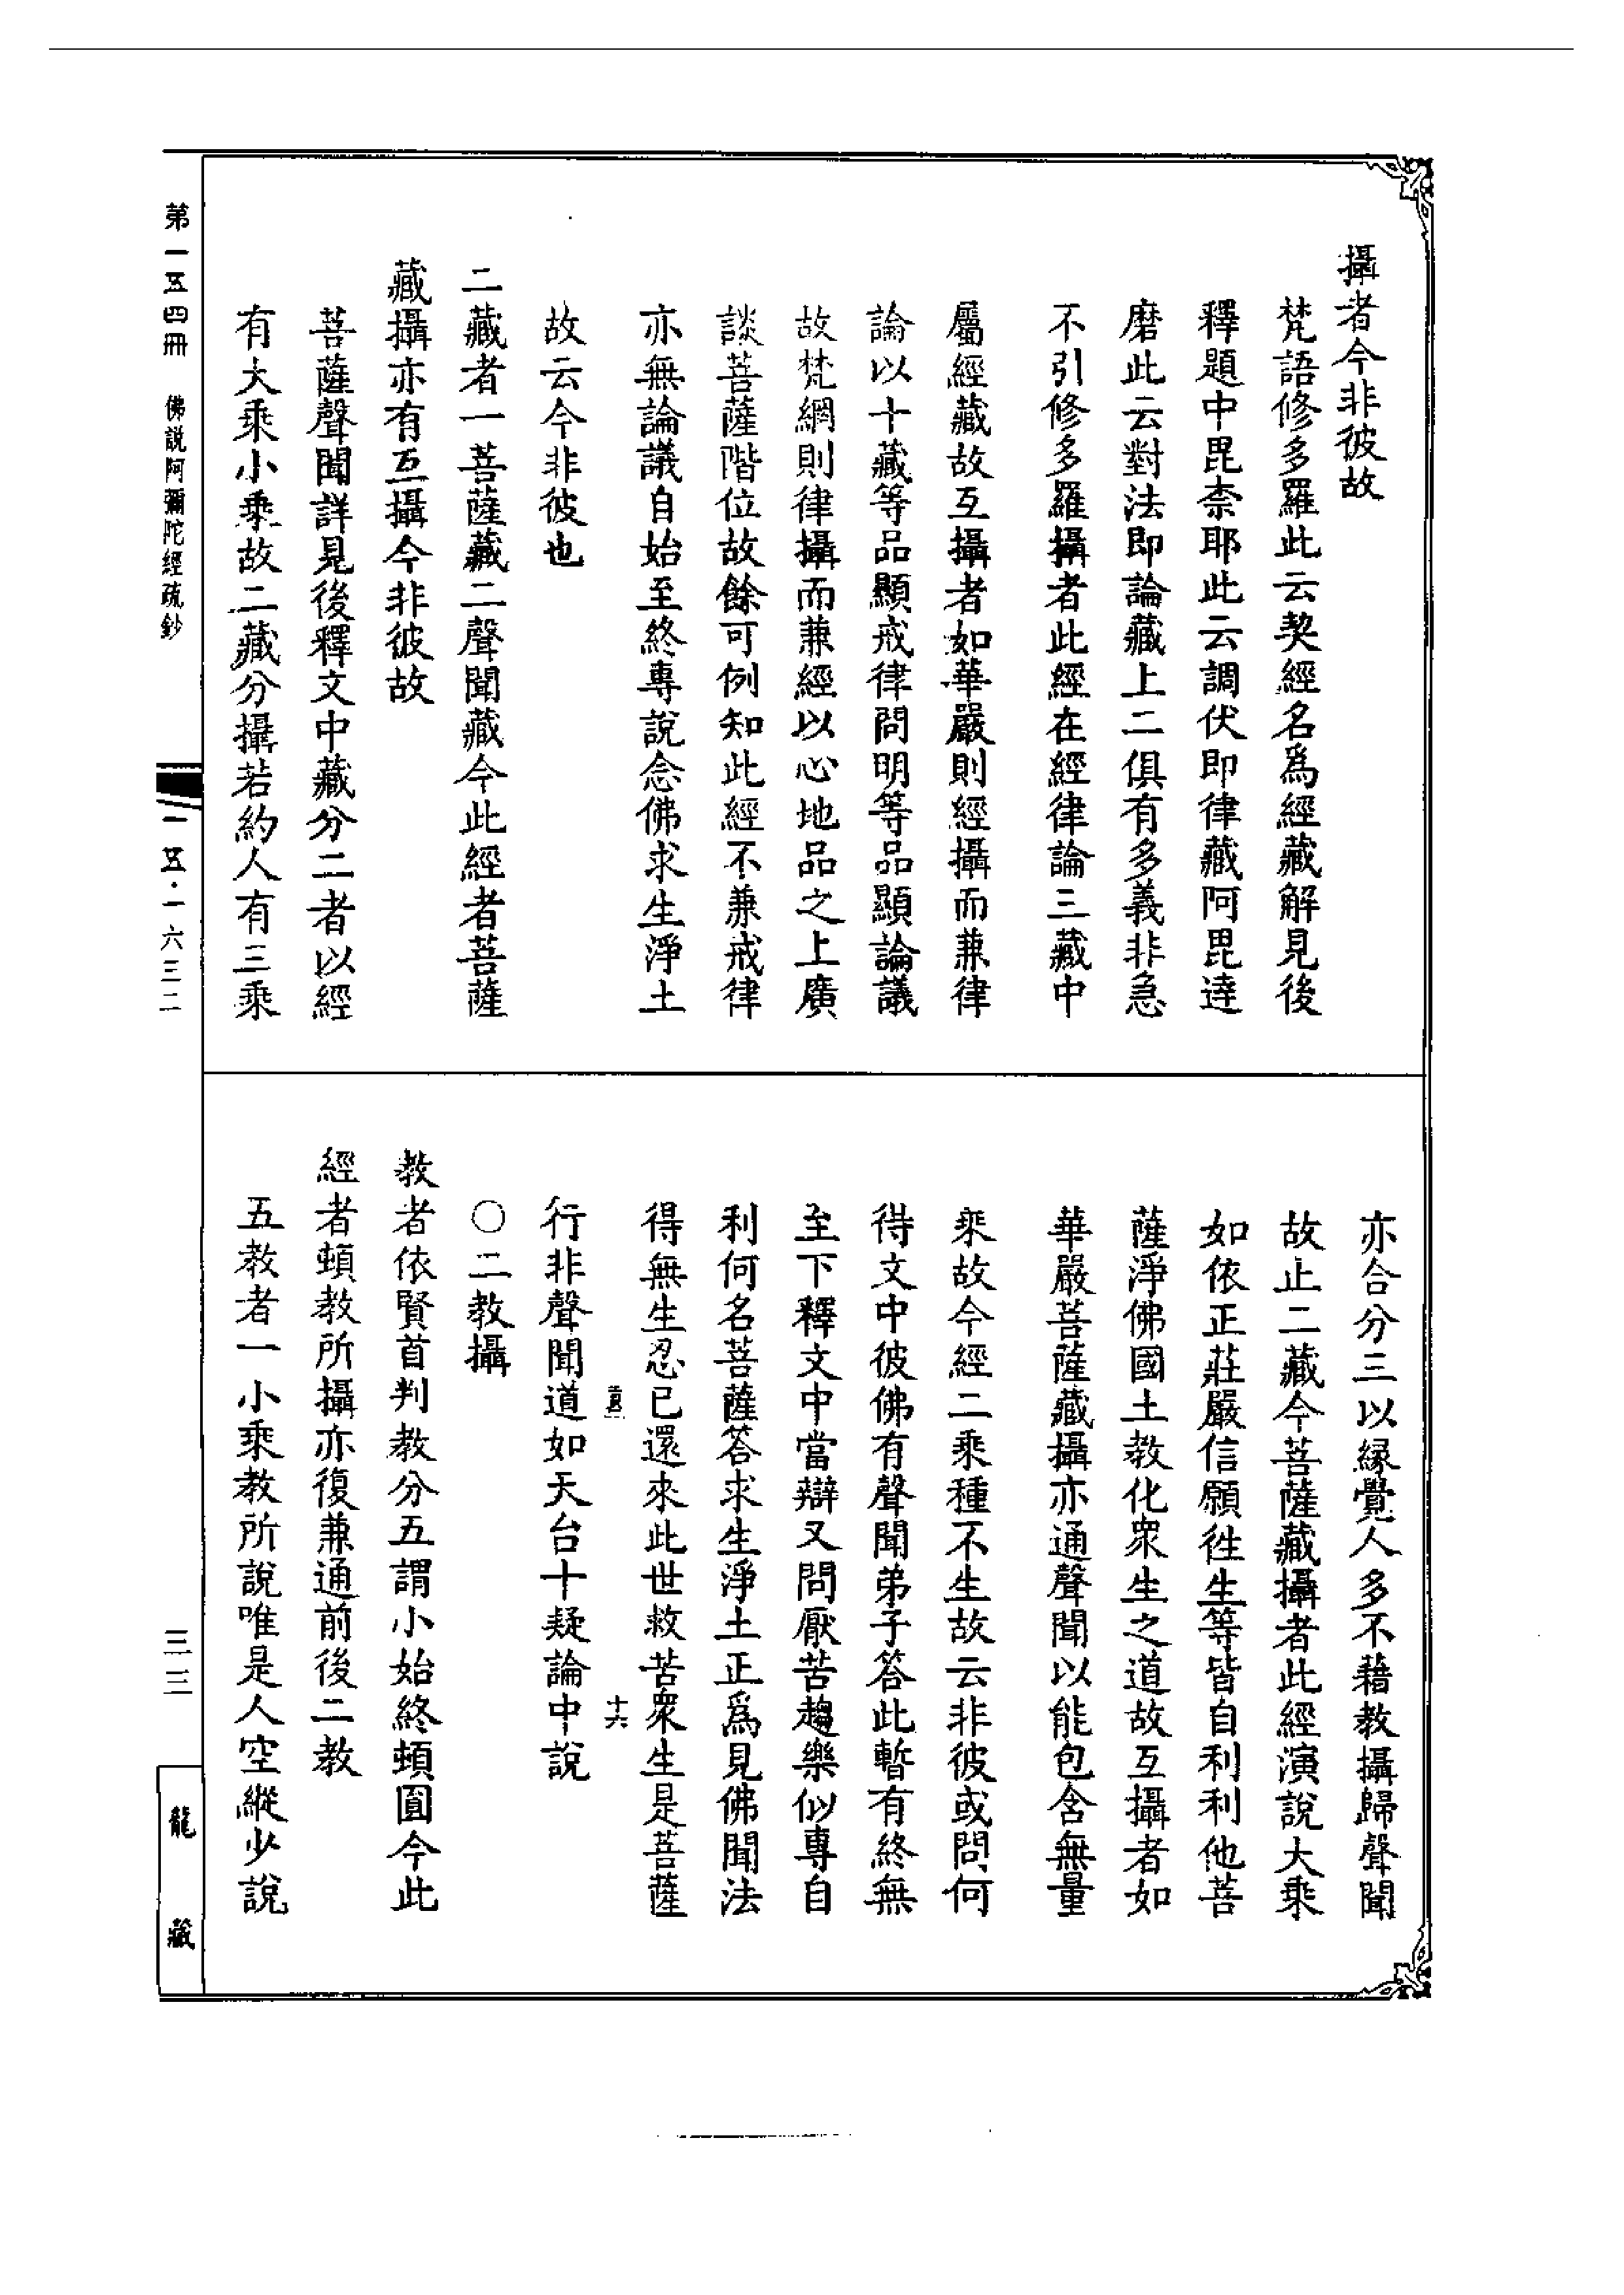 攝者今非彼故
梵語修多羅此云契經名爲經藏解見後
釋題中毘柰耶此云調伏即律藏阿毘達
磨此云對法即論藏上二俱有多義非急
不引修多羅攝者此經在經律論三藏中
屬經藏故互攝者如華嚴則經攝而兼律
論以十藏等品顯戒律問明等品顯論議
故梵網則律攝而兼經以心地品之上廣
談菩薩階位故餘可例知此經不兼戒律
亦無論議自始至終專說念佛求生淨土
故云今非彼也
二藏者一菩薩藏二聲聞藏今此經者菩薩
藏攝亦有互攝今非彼故
菩薩聲聞詳見後釋文中藏分二者以經
有大乘小乘故二藏分攝若約人有三乘
亦合分三以緣覺人多不藉教攝歸聲聞
故止二藏今菩薩藏攝者此經演說大乘
如依正莊嚴信願徃生等皆自利利他菩
薩淨佛國土教化衆生之道故互攝者如
華嚴菩薩藏攝亦通聲聞以能包含無量
乘故今經二乘種不生故云非彼或問何
得文中彼佛有聲聞弟子答此暫有終無
至下釋文中當辯又問厭苦趨樂似專自
利何名菩薩答求生淨土正爲見佛聞法
得無生忍已還來此世救苦衆生是菩薩
十六
行非聲聞道如天台十疑論中說
〇二教攝
教者依賢首判教分五謂小始終頓圓今此
經者頓教所攝亦復兼通前後二教
五教者一小乘教所說唯是人空縱少說
第一五四冊 佛說阿彌陀經疏鈔
一五·一六三二
三三
龍藏